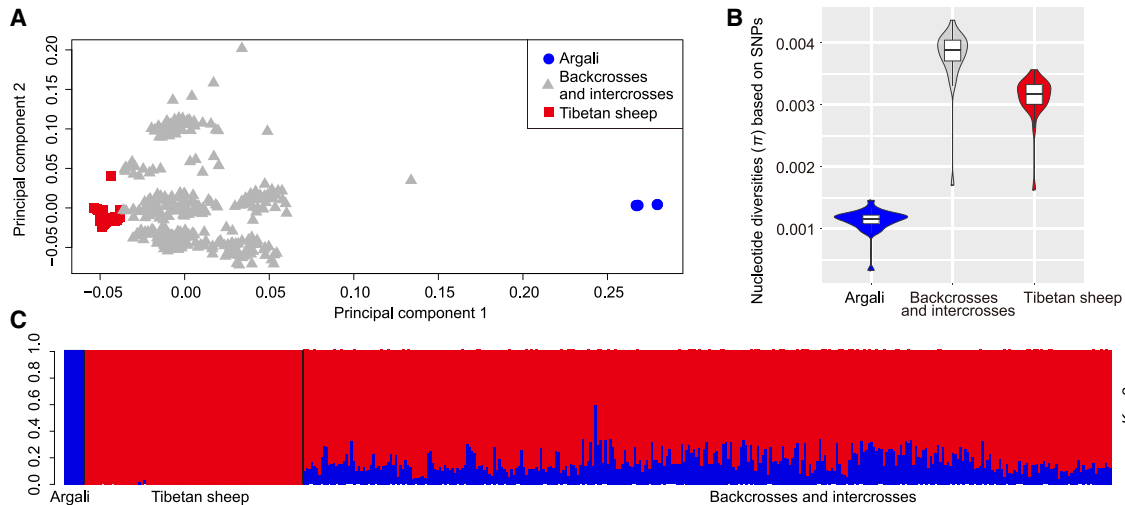 A
Principal component 2
0.20
0.15
0.10
0.05
0.00
−0.05
−0.05
0.00
0.05
0.10
0.15
0.20
0.25
Principal component 1
Argali
Backcrosses
and intercrosses
Tibetan sheep
B
Nucleotide diversities (π) based on SNPs
0.004
0.003
0.002
0.001
Argali
Backcrosses
and intercrosses
Tibetan sheep
C
1.0
0.8
0.6
0.4
0.2
0.0
Argali
Tibetan sheep
Backcrosses and intercrosses